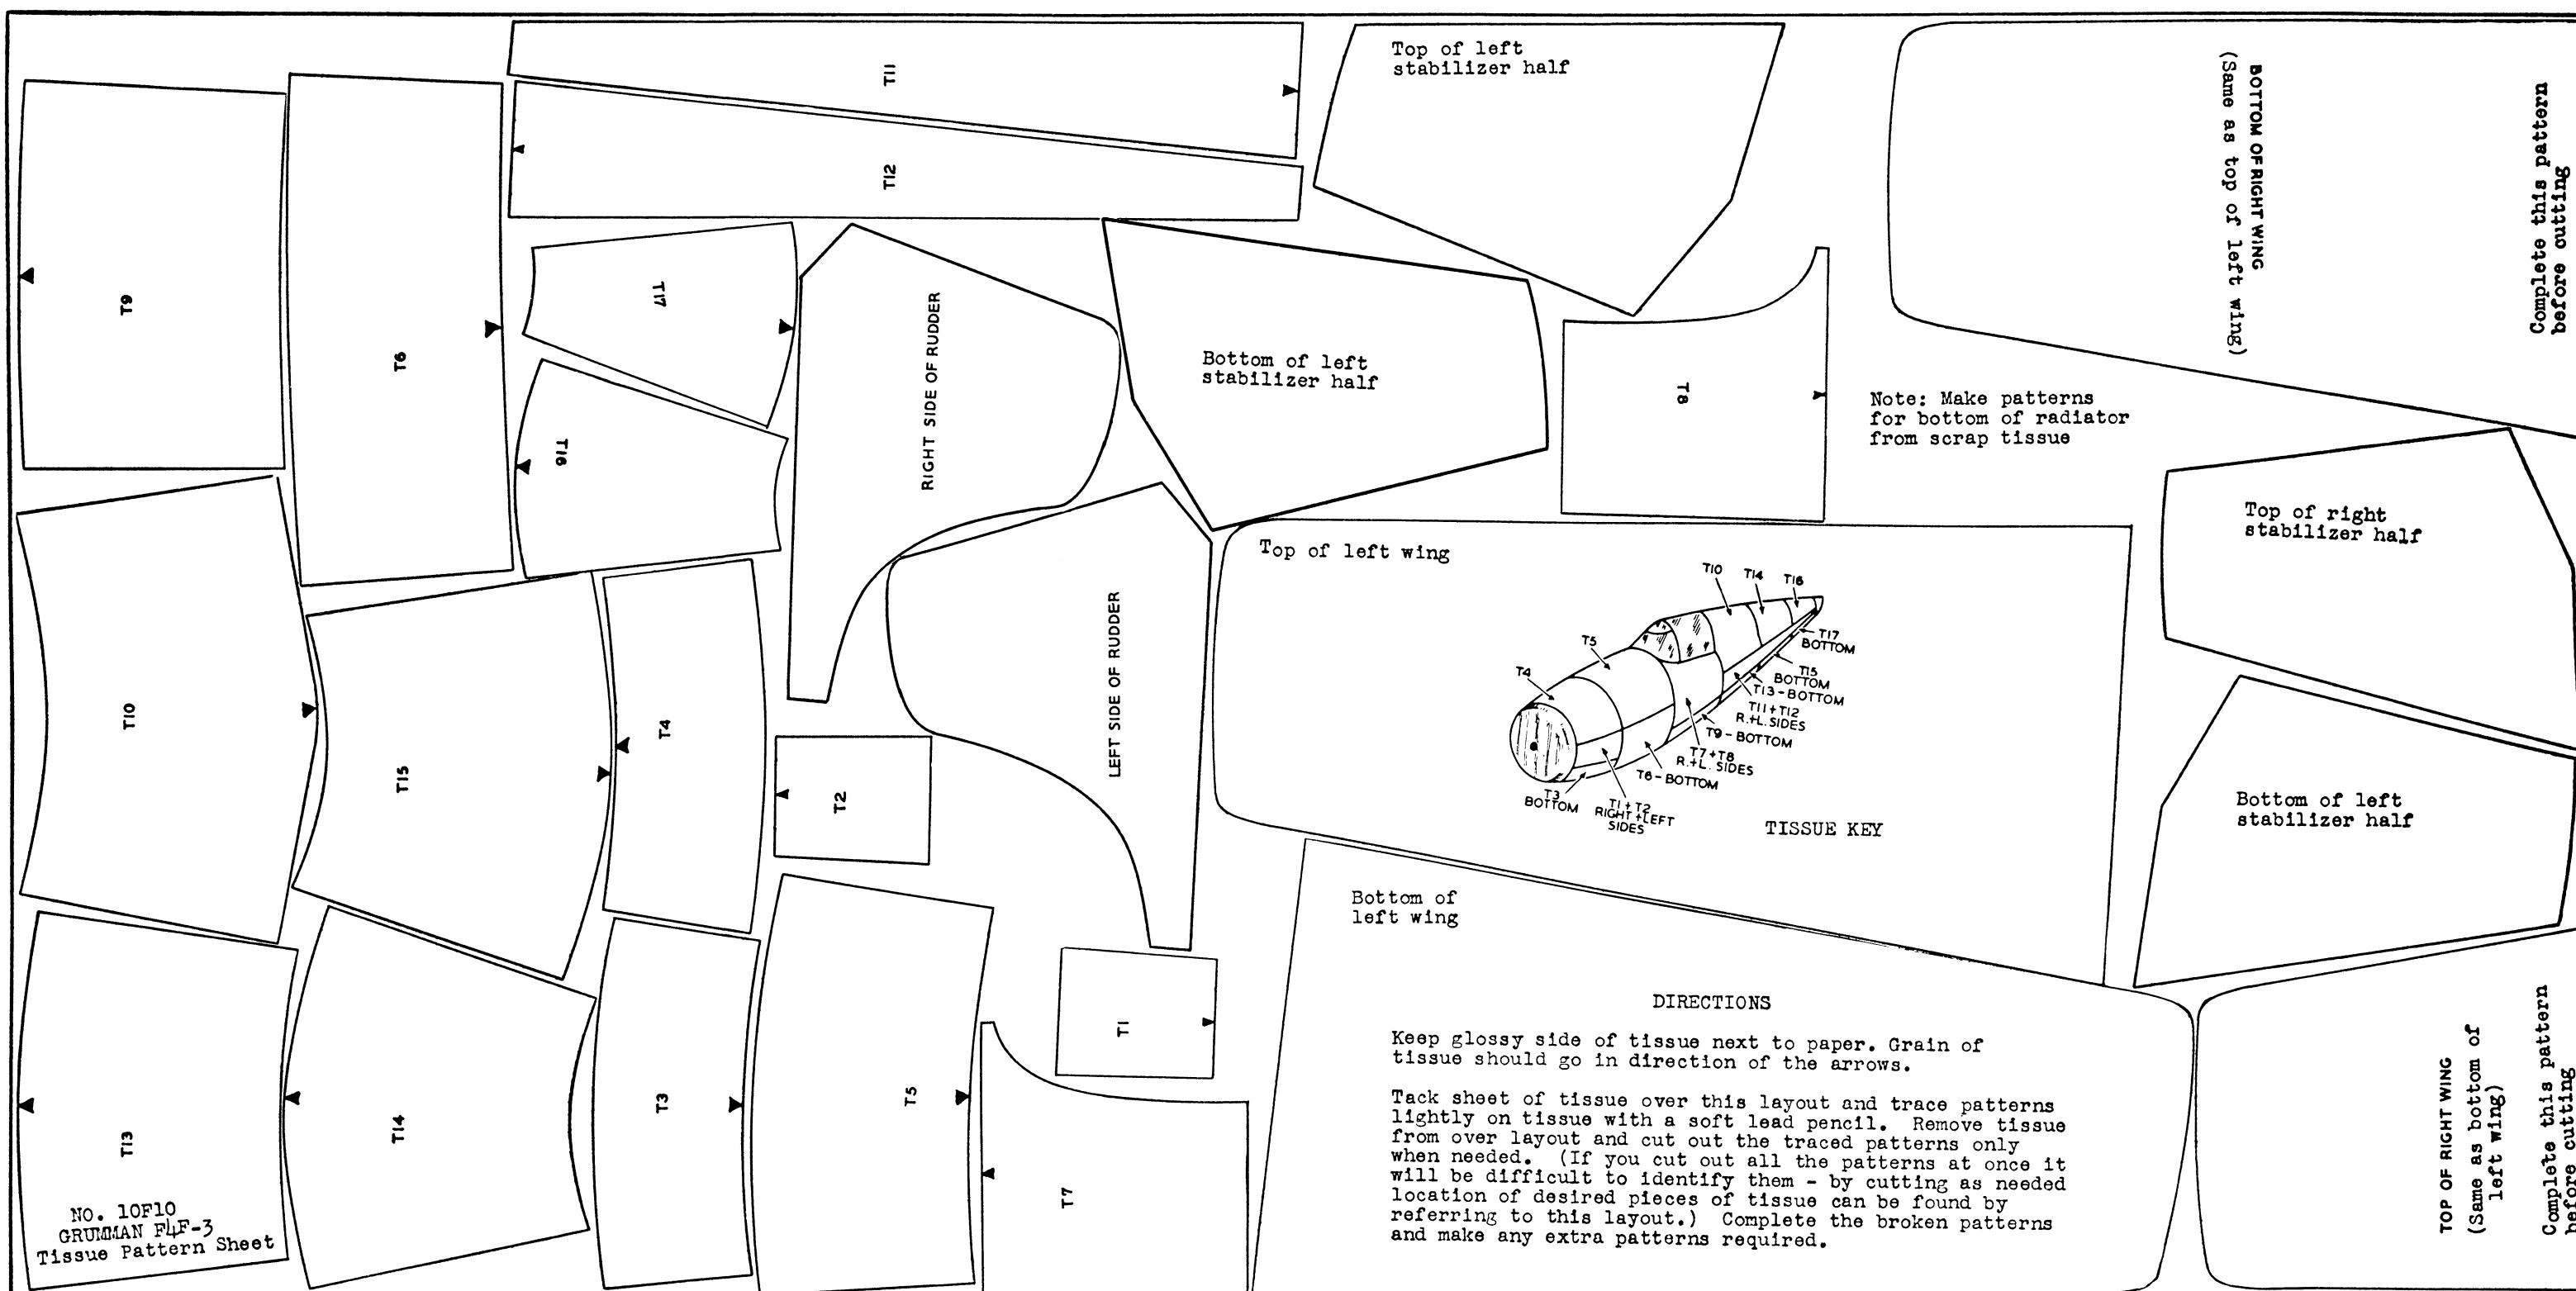 T11
T12
T9
T6
T17
T16
T10
T15
T4
T2
T13
T14
T3
T5
T1
T7
T8
NO. 10F10
GRUMMAN F4F-3
Tissue Pattern Sheet
RIGHT SIDE OF RUDDER
LEFT SIDE OF RUDDER
Top of left
stabilizer half
Bottom of left
stabilizer half
BOTTOM OF RIGHT WING
(Same as top of left wing)
Complete this pattern
before cutting
Note: Make patterns
for bottom of radiator
from scrap tissue
Top of right
stabilizer half
Bottom of left
stabilizer half
Top of left wing
T10
T14
T16
T5
T4
T17
BOTTOM
T15
BOTTOM
T13-BOTTOM
T11+T12
R.+L. SIDES
T9-BOTTOM
T7+T8
R.+L. SIDES
T6-BOTTOM
T3
BOTTOM
T1+T2
RIGHT+LEFT
SIDES
TISSUE KEY
Bottom of
left wing
DIRECTIONS
Keep glossy side of tissue next to paper. Grain of
tissue should go in direction of the arrows.
Tack sheet of tissue over this layout and trace patterns
lightly on tissue with a soft lead pencil. Remove tissue
from over layout and cut out the traced patterns only
when needed. (If you cut out all the patterns at once it
will be difficult to identify them - by cutting as needed
location of desired pieces of tissue can be found by
referring to this layout.) Complete the broken patterns
and make any extra patterns required.
TOP OF RIGHT WING
(Same as bottom of
left wing)
Complete this pattern
before cutting